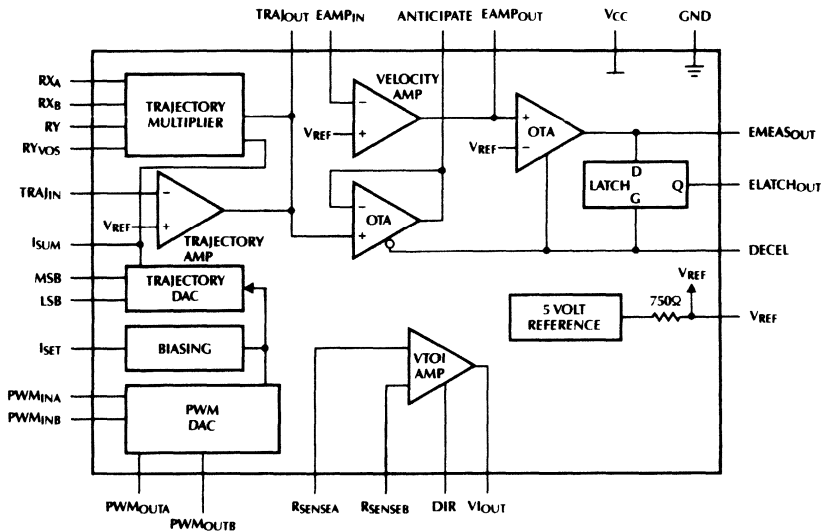 TRAJOUT EAMPIN ANTICIPATE EAMPOUT VCC GND
RXA
RXB
RY
RYVOS
TRAJECTORY
MULTIPLIER
VELOCITY
AMP
−
+
VREF
+
−
OTA
VREF
EMEASOUT
D
LATCH Q
G
ELATCHOUT
TRAJIN
−
+
VREF
TRAJECTORY
AMP
−
+
OTA
ISUM
DECEL
MSB
LSB
TRAJECTORY
DAC
VREF
5 VOLT
REFERENCE
750Ω
VREF
ISET
BIASING
VTOI
AMP
PWMINA
PWMINB
PWM
DAC
PWMOUTA
PWMOUTB
RSENSEA RSENSEB DIR VIOUT